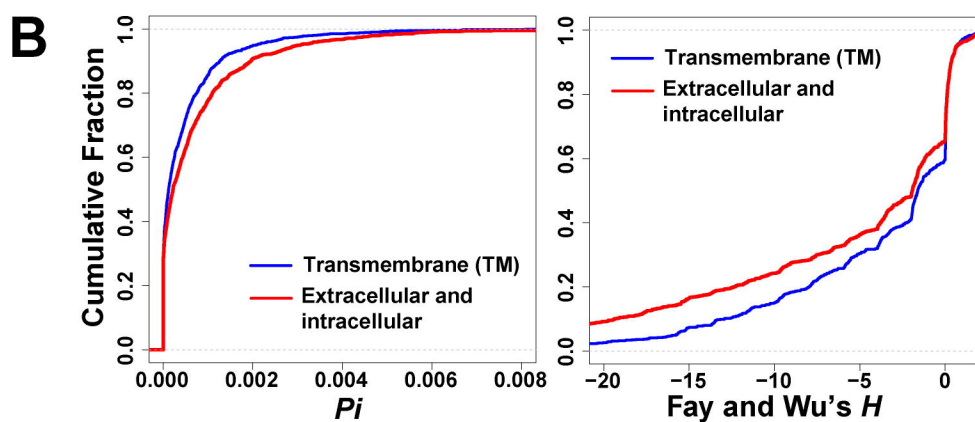 B
Cumulative Fraction
1.0
0.8
0.6
0.4
0.2
0.0
Transmembrane (TM)
Extracellular and
intracellular
0.000 0.002 0.004 0.006 0.008
Pi
1.0
0.8
0.6
0.4
0.2
0.0
Transmembrane (TM)
Extracellular and
intracellular
−20 −15 −10 −5 0
Fay and Wu's H